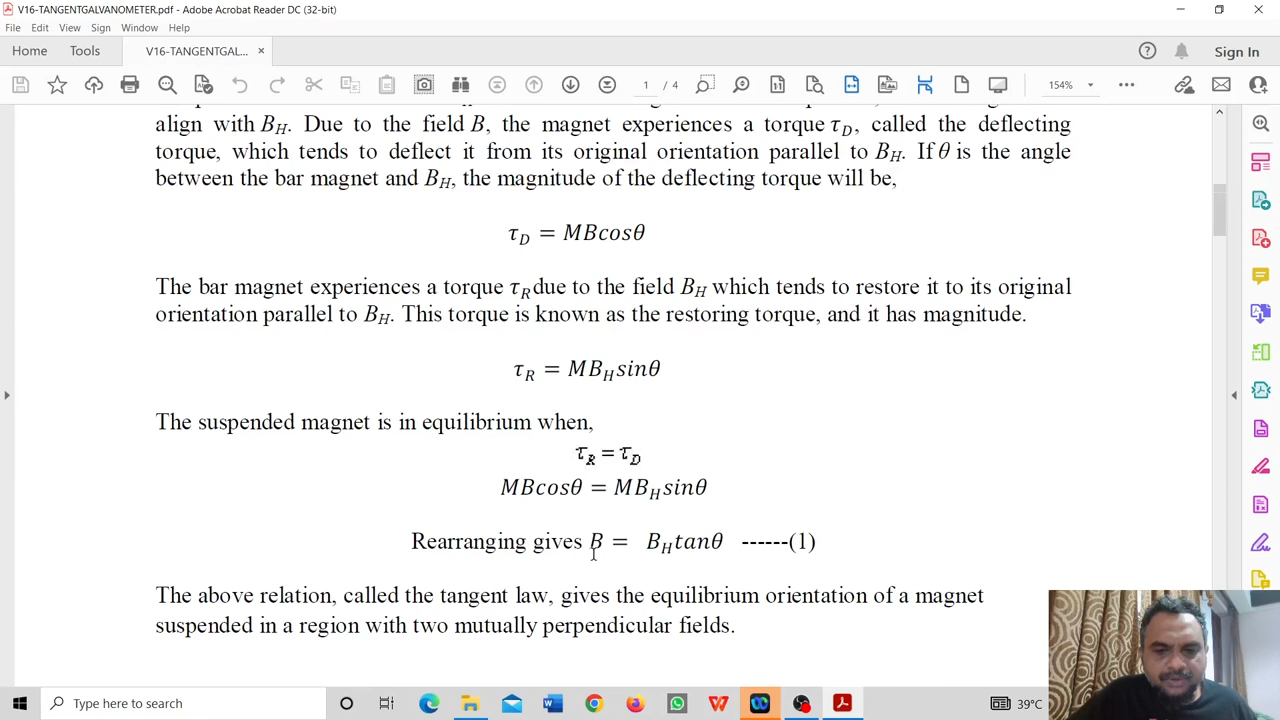 V16-TANGENTGALVANOMETER.pdf - Adobe Acrobat Reader DC (32-bit)
File Edit View Sign Window Help
Home Tools V16-TANGENTGAL... × Sign In
1 / 4 154%
align with B_H. Due to the field B, the magnet experiences a torque τ_D, called the deflecting
torque, which tends to deflect it from its original orientation parallel to B_H. If θ is the angle
between the bar magnet and B_H, the magnitude of the deflecting torque will be,
τ_D = MBcosθ
The bar magnet experiences a torque τ_R due to the field B_H which tends to restore it to its original
orientation parallel to B_H. This torque is known as the restoring torque, and it has magnitude.
τ_R = MB_Hsinθ
The suspended magnet is in equilibrium when,
τ_R = τ_D
MBcosθ = MB_Hsinθ
Rearranging gives B = B_Htanθ ------(1)
The above relation, called the tangent law, gives the equilibrium orientation of a magnet
suspended in a region with two mutually perpendicular fields.
Type here to search 39°C